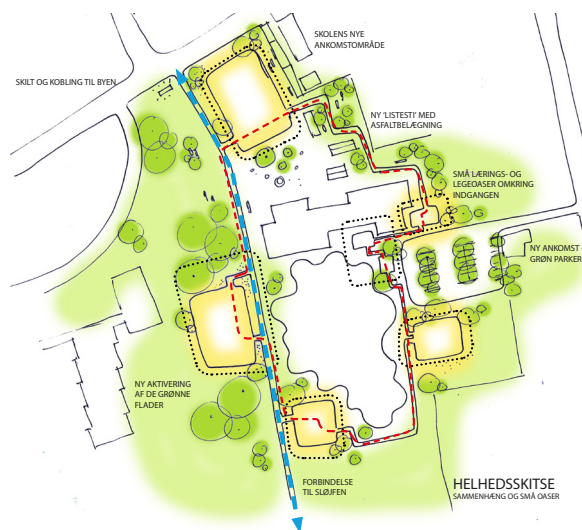 SKOLENS NYE
ANKOMSTOMRÅDE
SKILT OG KOBLING TIL BYEN
NY 'LISTESTI' MED
ASFALTBELÆGNING
SMÅ LÆRINGS- OG
LEGEOASER OMKRING
INDGANGEN
NY ANKOMST -
GRØN PARKER
NY AKTIVERING
AF DE GRØNNE
FLADER
FORBINDELSE
TIL SLØJFEN
HELHEDSSKITSE
SAMMENHÆNG OG SMÅ OASER